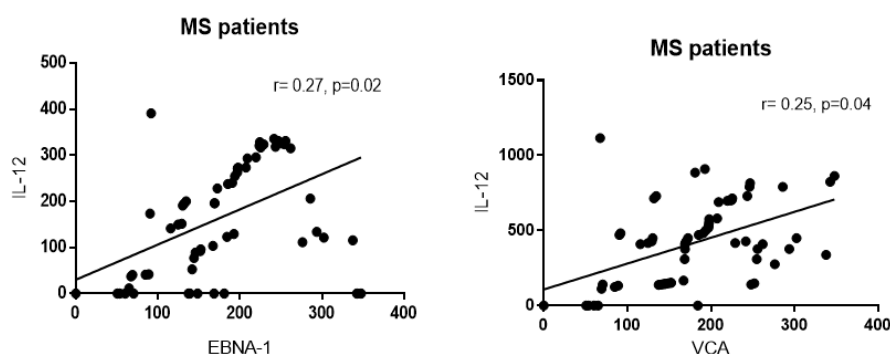 MS patients
r= 0.27, p=0.02
500
400
300
200
100
0
IL-12
0 100 200 300 400
EBNA-1
MS patients
r= 0.25, p=0.04
1500
1000
500
0
IL-12
0 100 200 300 400
VCA